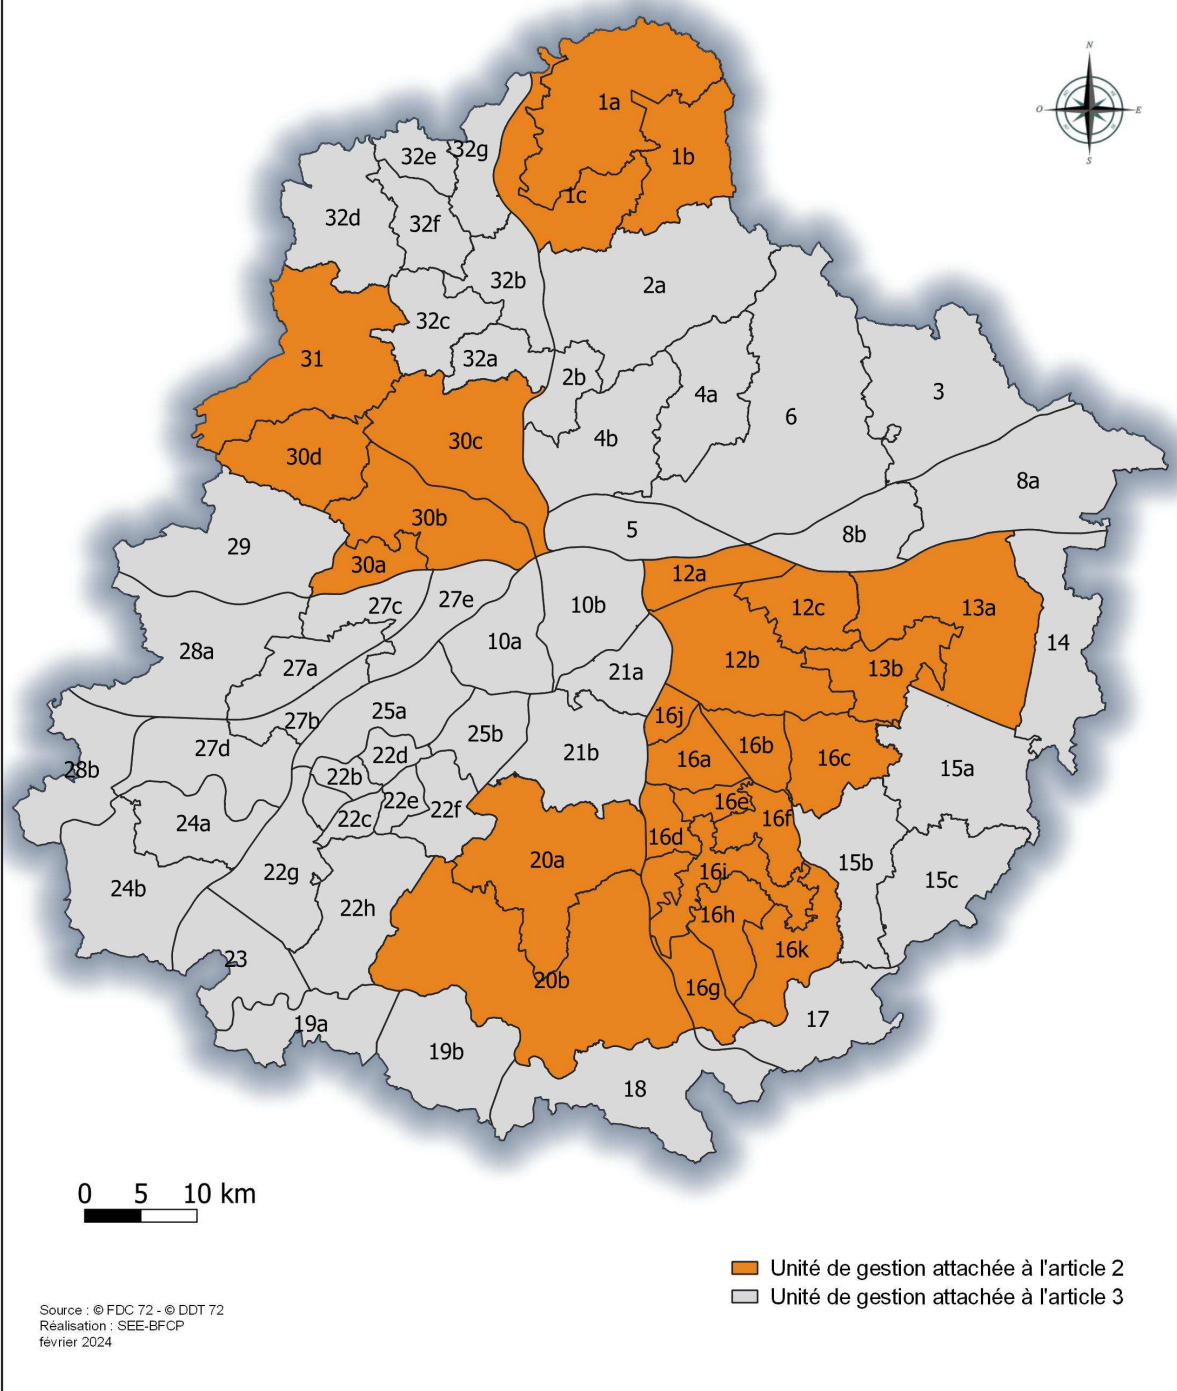 N
O
E
S
1a
1b
1c
32e
32g
32d
32f
32b
2a
32c
31
32a
2b
4a
3
6
30c
4b
30d
8a
30b
5
8b
29
30a
12a
27c
27e
10b
12c
13a
10a
14
28a
12b
27a
21a
13b
25a
16j
27b
25b
16b
27d
22d
21b
16a
16c
28b
22b
15a
22e
16e
22f
24a
22c
16f
16d
20a
15b
22g
16i
15c
24b
22h
16h
16k
23
20b
16g
19a
17
19b
18
0 5 10 km
Unité de gestion attachée à l'article 2
Unité de gestion attachée à l'article 3
Source : © FDC 72 - © DDT 72
Réalisation : SEE-BFCP
février 2024